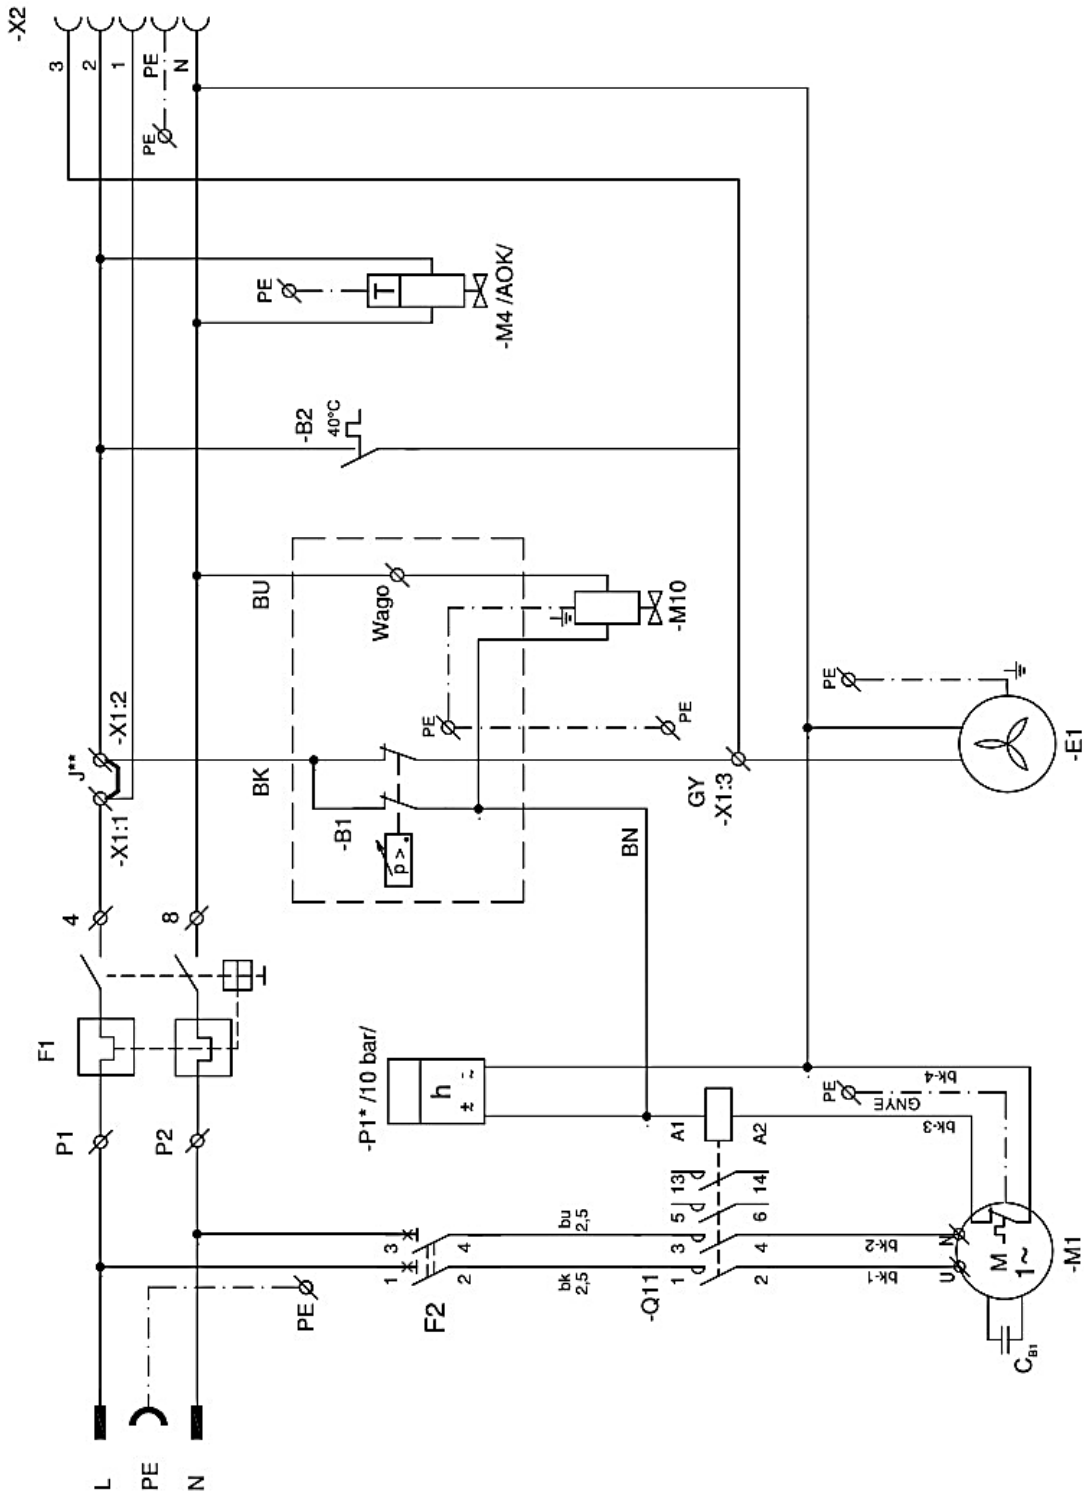 -X2
3
2
1
PE
N
PE
PE
T
-M4 /AOK/
-B2
40°C
BU
Wago
-M10
PE
PE
J**
-X1:2
-X1:1
BK
-B1
p >
GY
-X1:3
BN
PE
-E1
4
8
F1
P1
P2
-P1* /10 bar/
h
± ~
A1
A2
bk-4
PE
GNYE
bk-3
13
14
5
6
3
4
bu
2,5
3
4
bk-2
N
1
2
bk
2,5
1
2
bk-1
U
F2
-Q11
M
1~
-M1
C B1
PE
L
PE
N